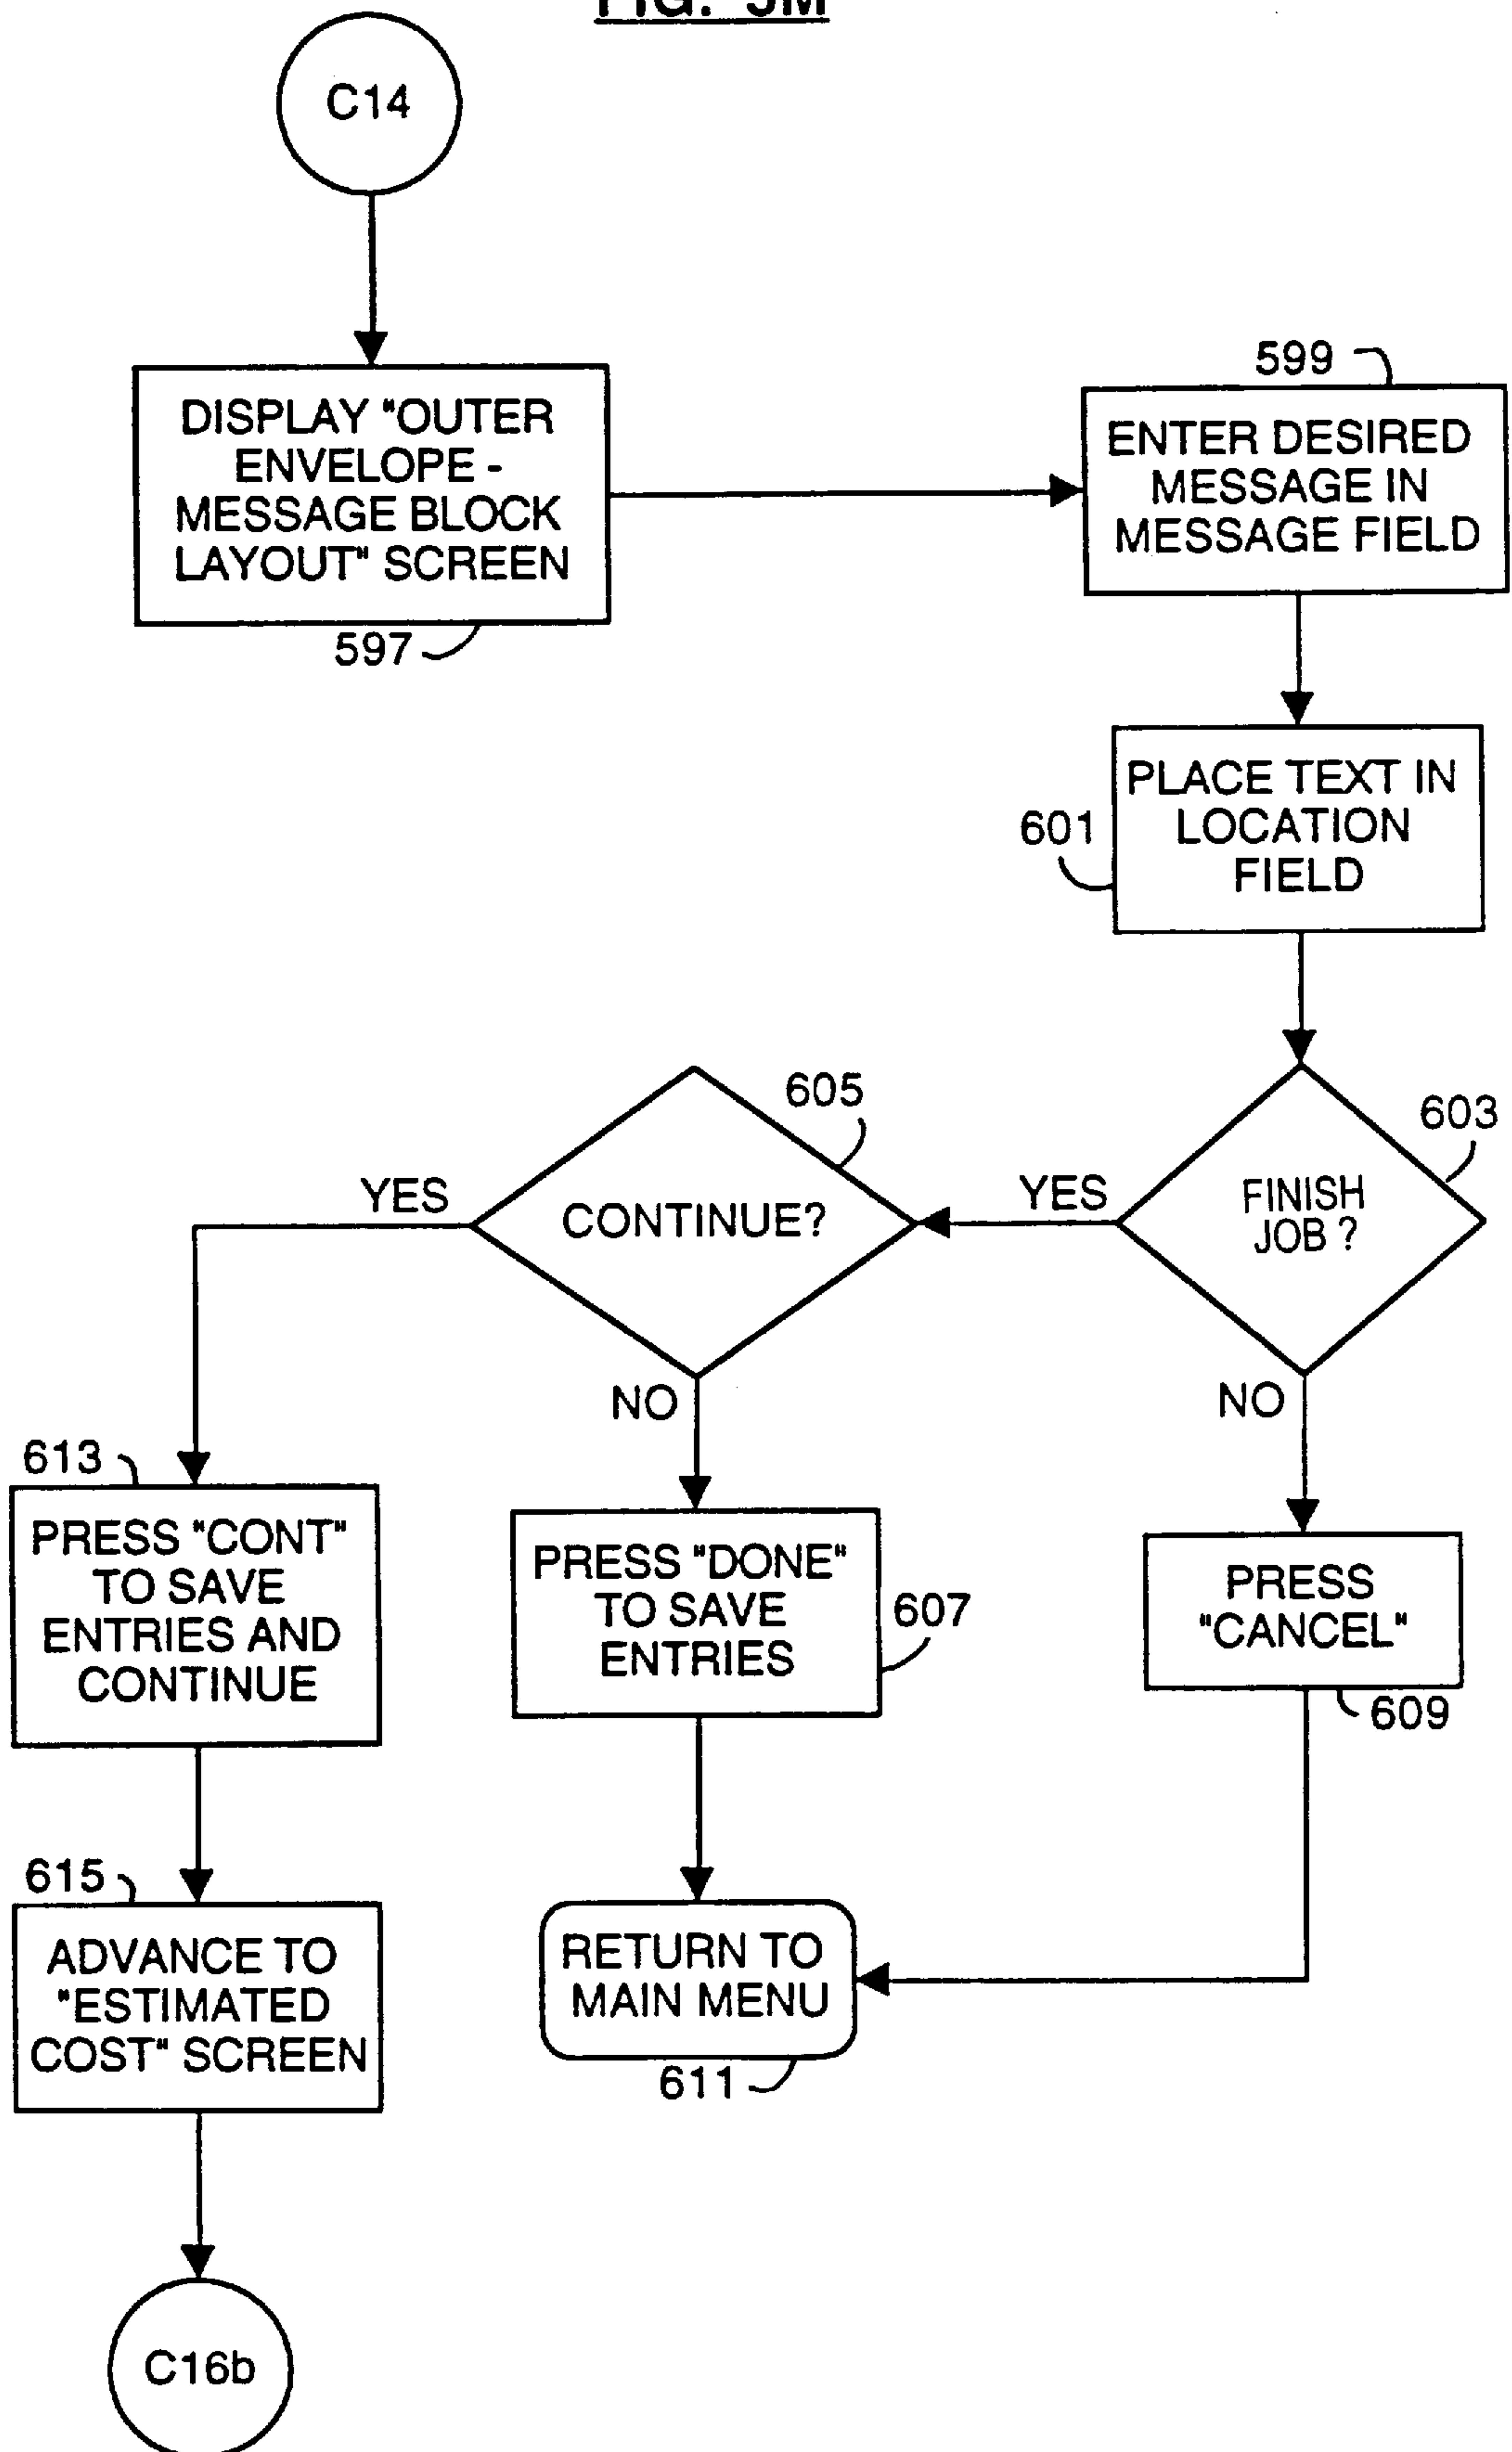 FIG. 5M
C14
DISPLAY "OUTER
ENVELOPE -
MESSAGE BLOCK
LAYOUT" SCREEN
597
599
ENTER DESIRED
MESSAGE IN
MESSAGE FIELD
PLACE TEXT IN
LOCATION
FIELD
601
603
FINISH
JOB ?
YES
NO
605
CONTINUE?
YES
NO
613
PRESS "CONT"
TO SAVE
ENTRIES AND
CONTINUE
PRESS "DONE"
TO SAVE
ENTRIES
607
PRESS
"CANCEL"
609
615
ADVANCE TO
"ESTIMATED
COST" SCREEN
RETURN TO
MAIN MENU
611
C16b